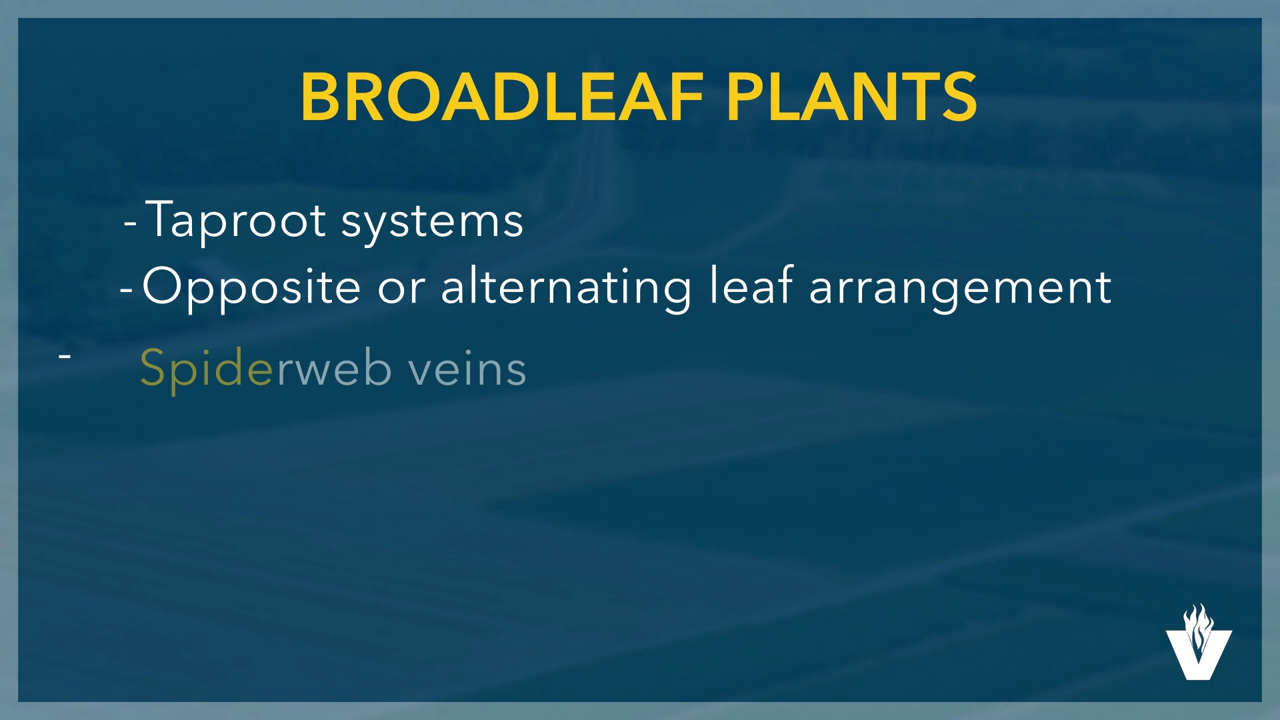 BROADLEAF PLANTS
- Taproot systems
- Opposite or alternating leaf arrangement
- Spiderweb veins